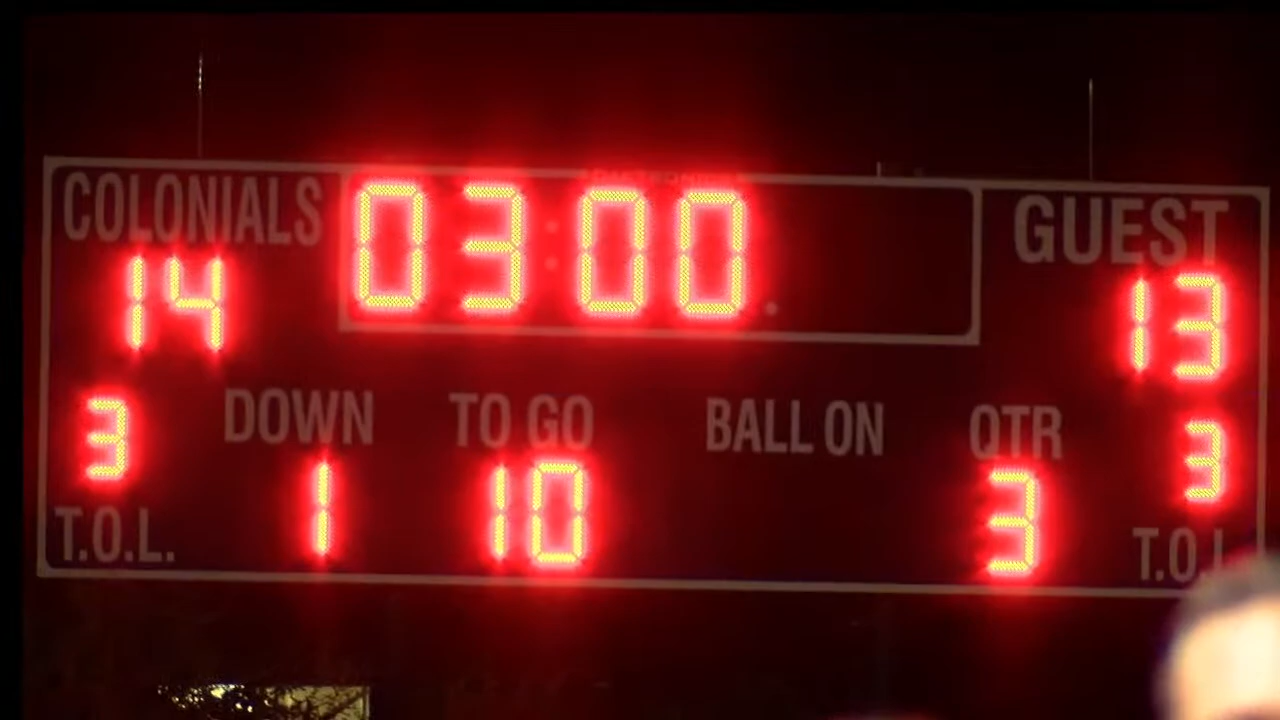 COLONIALS 03:00 GUEST
14 13
DOWN TO GO BALL ON QTR
3 3
1 10 3
T.O.L. T.O.L